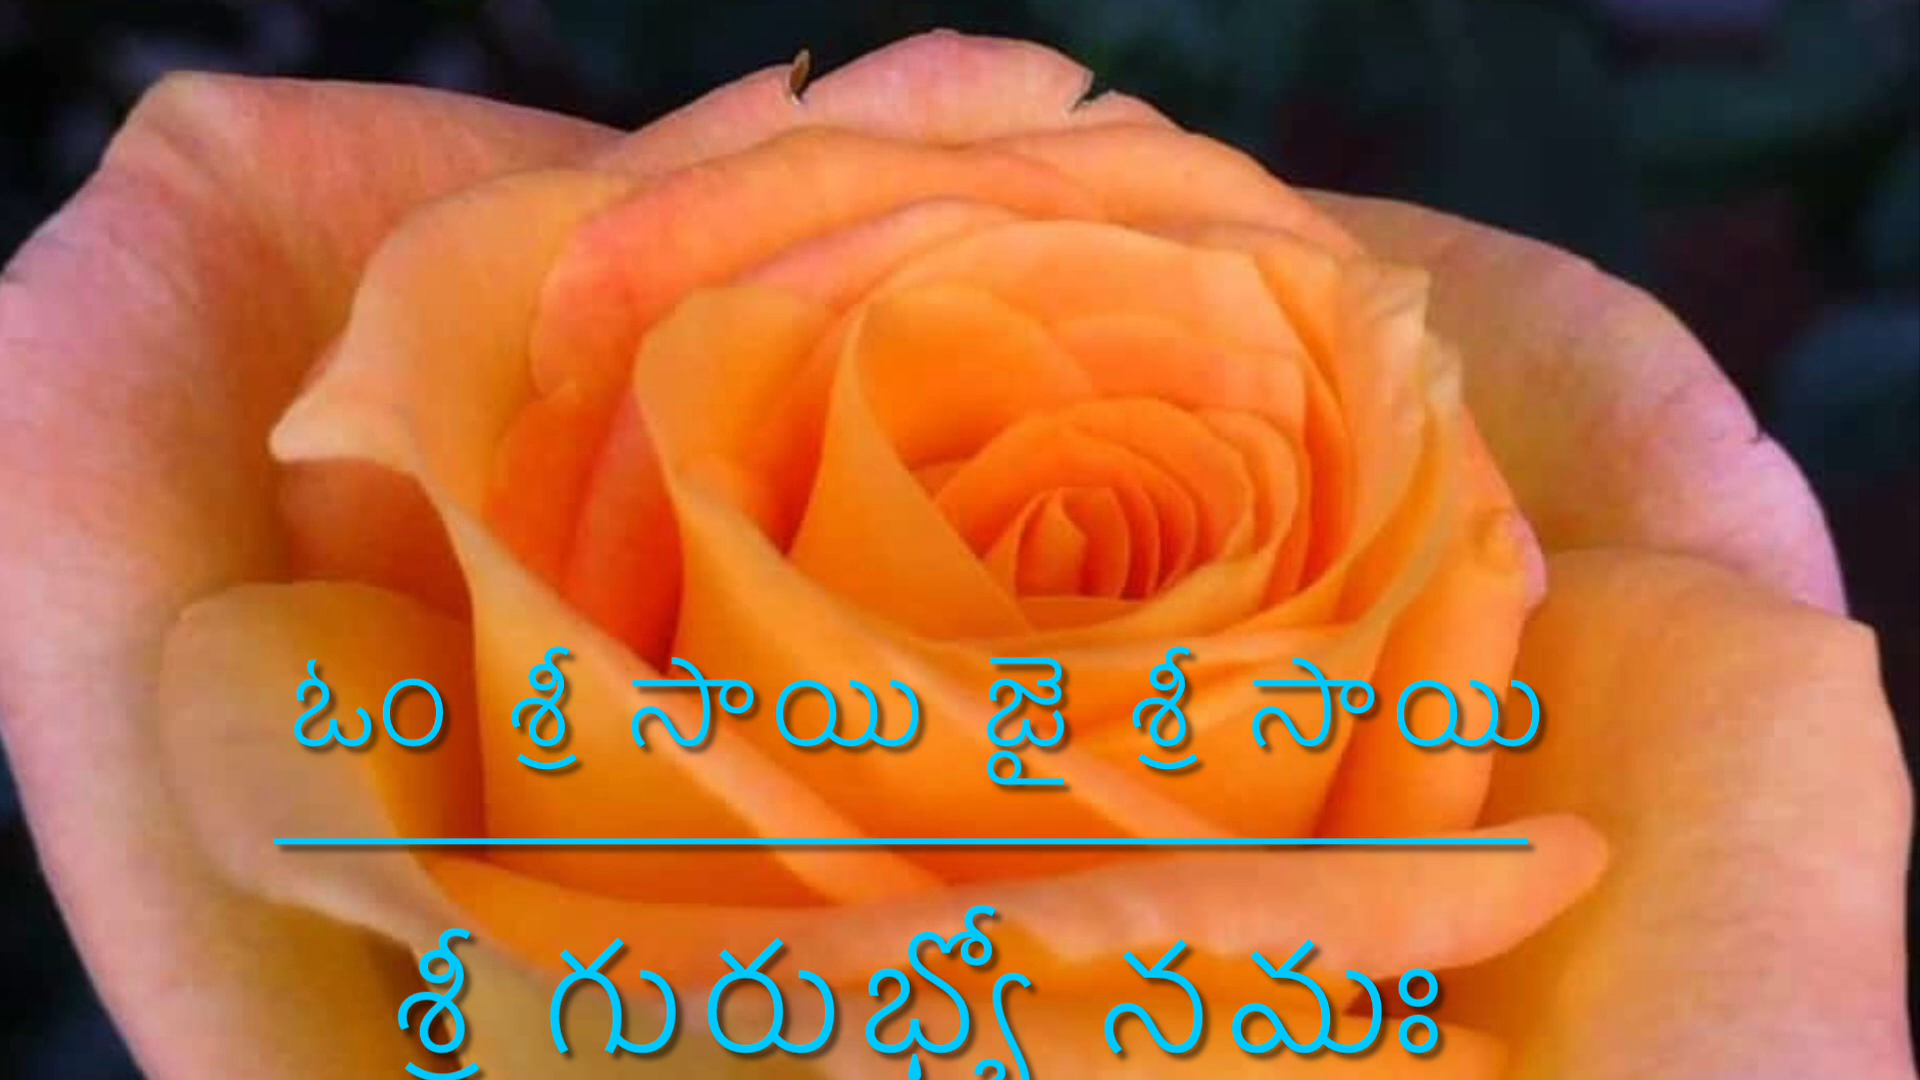 ఓం శ్రీ సాయి జై శ్రీ సాయి
శ్రీ గురుభ్యో నమః